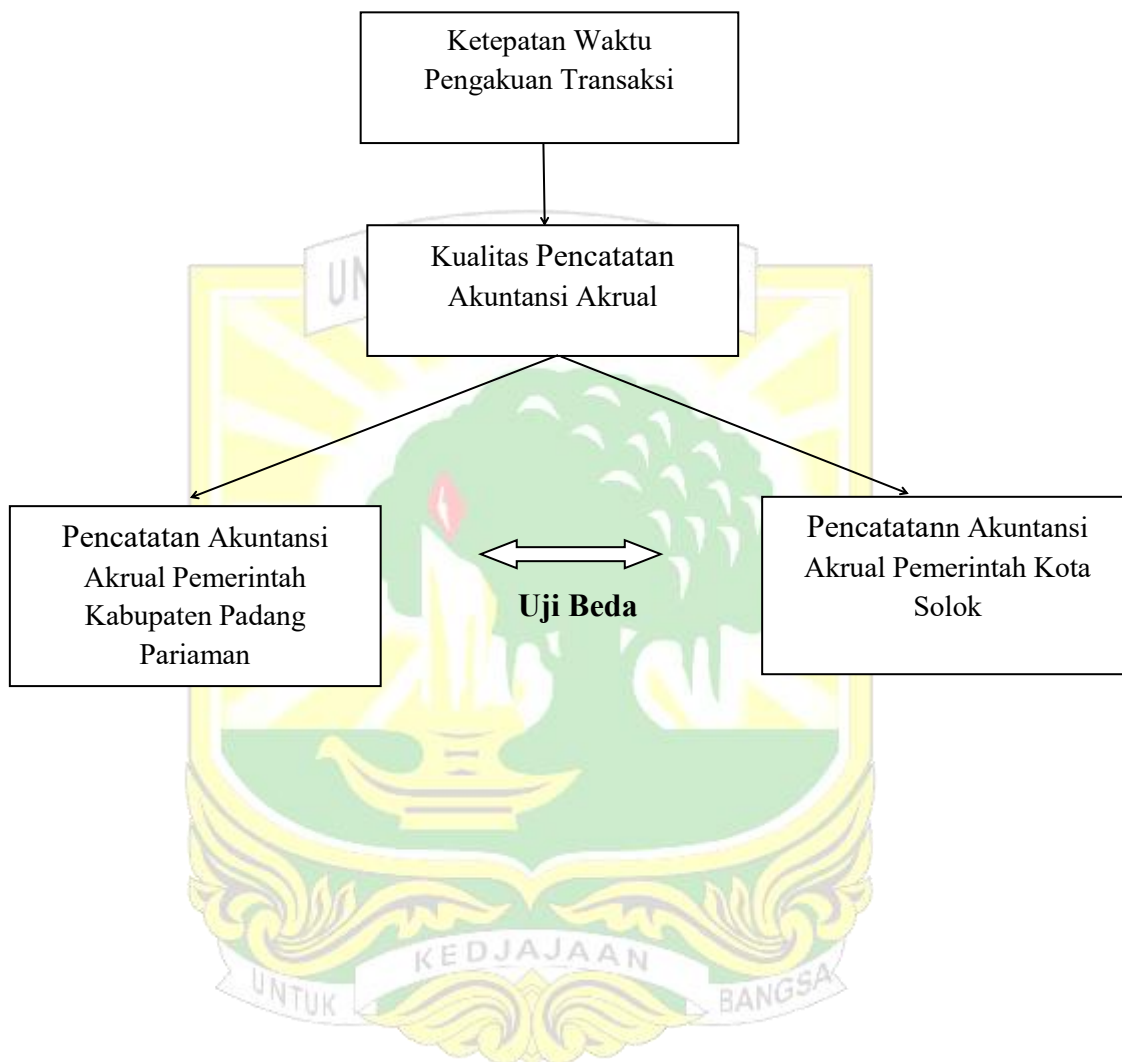 Ketepatan Waktu
Pengakuan Transaksi
Kualitas Pencatatan
Akuntansi Akrual
Pencatatan Akuntansi
Akrual Pemerintah
Kabupaten Padang
Pariaman
Uji Beda
Pencatatann Akuntansi
Akrual Pemerintah Kota
Solok
UNTUK KEDJAJAAN BANGSA